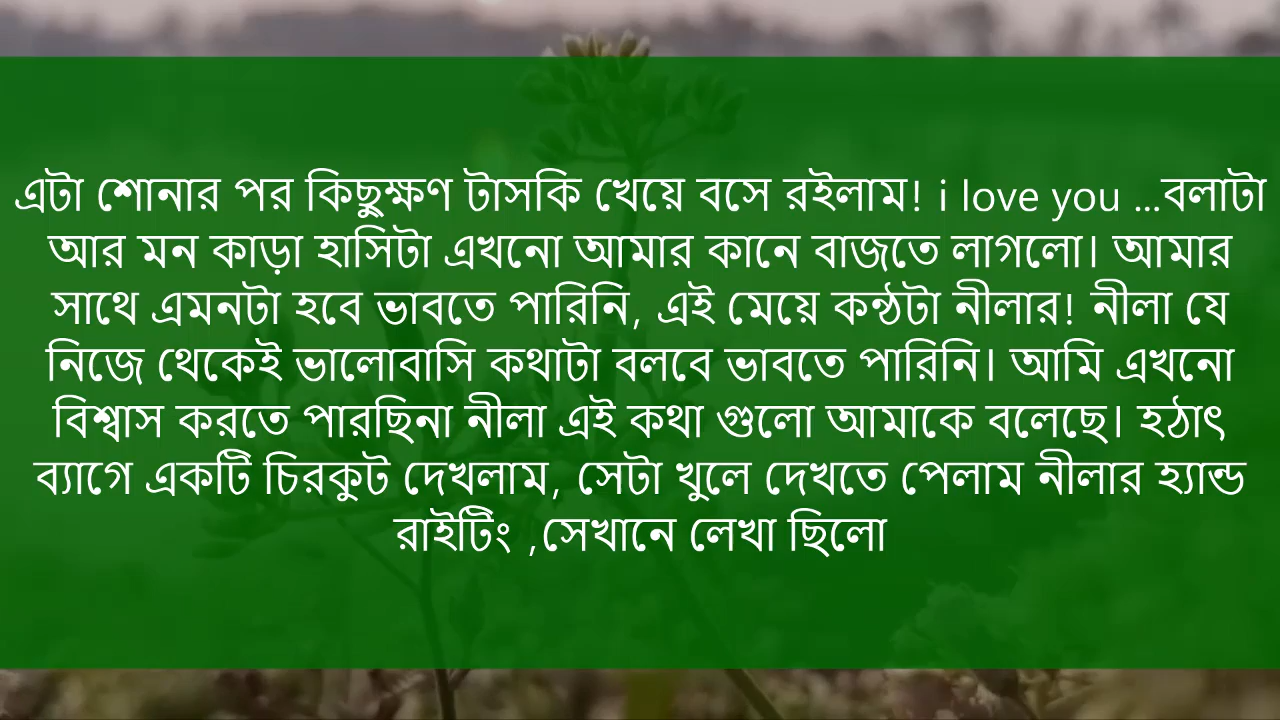 এটা শোনার পর কিছুক্ষণ টাসকি খেয়ে বসে রইলাম! i love you ...বলাটা
আর মন কাড়া হাসিটা এখনো আমার কানে বাজতে লাগলো। আমার
সাথে এমনটা হবে ভাবতে পারিনি, এই মেয়ে কন্ঠটা নীলার! নীলা যে
নিজে থেকেই ভালোবাসি কথাটা বলবে ভাবতে পারিনি। আমি এখনো
বিশ্বাস করতে পারছিনা নীলা এই কথা গুলো আমাকে বলেছে। হঠাৎ
ব্যাগে একটি চিরকুট দেখলাম, সেটা খুলে দেখতে পেলাম নীলার হ্যান্ড
রাইটিং ,সেখানে লেখা ছিলো